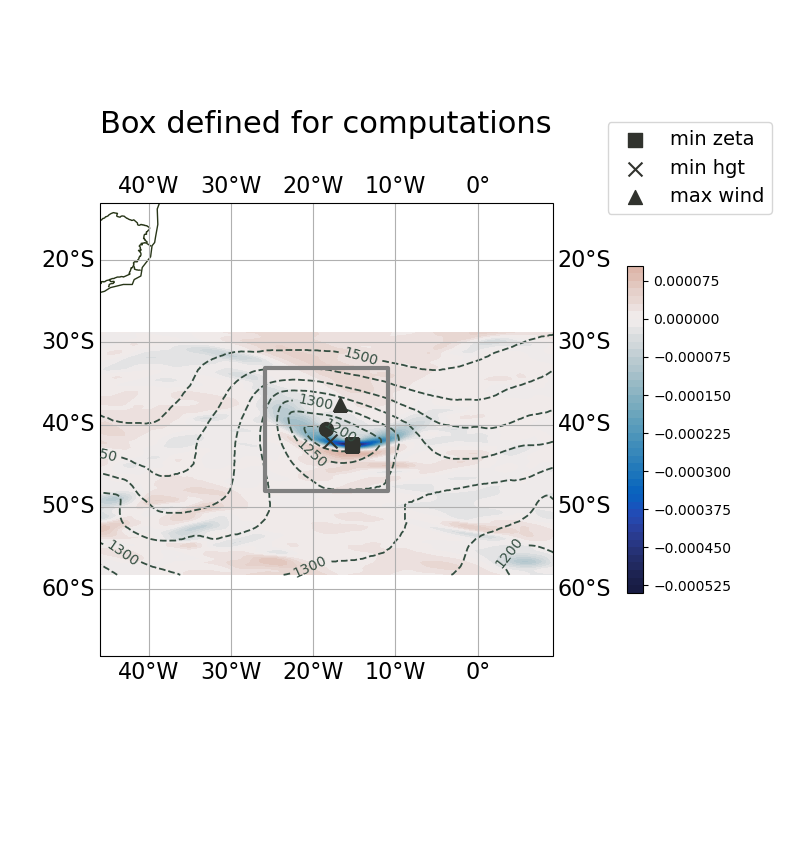 Box defined for computations
min zeta
min hgt
max wind
40°W 30°W 20°W 10°W 0°
20°S 20°S
30°S 30°S
40°S 40°S
50°S 50°S
60°S 60°S
1500
1300
1200
1250
50
1300
1300
1200
40°W 30°W 20°W 10°W 0°
0.000075
0.000000
−0.000075
−0.000150
−0.000225
−0.000300
−0.000375
−0.000450
−0.000525